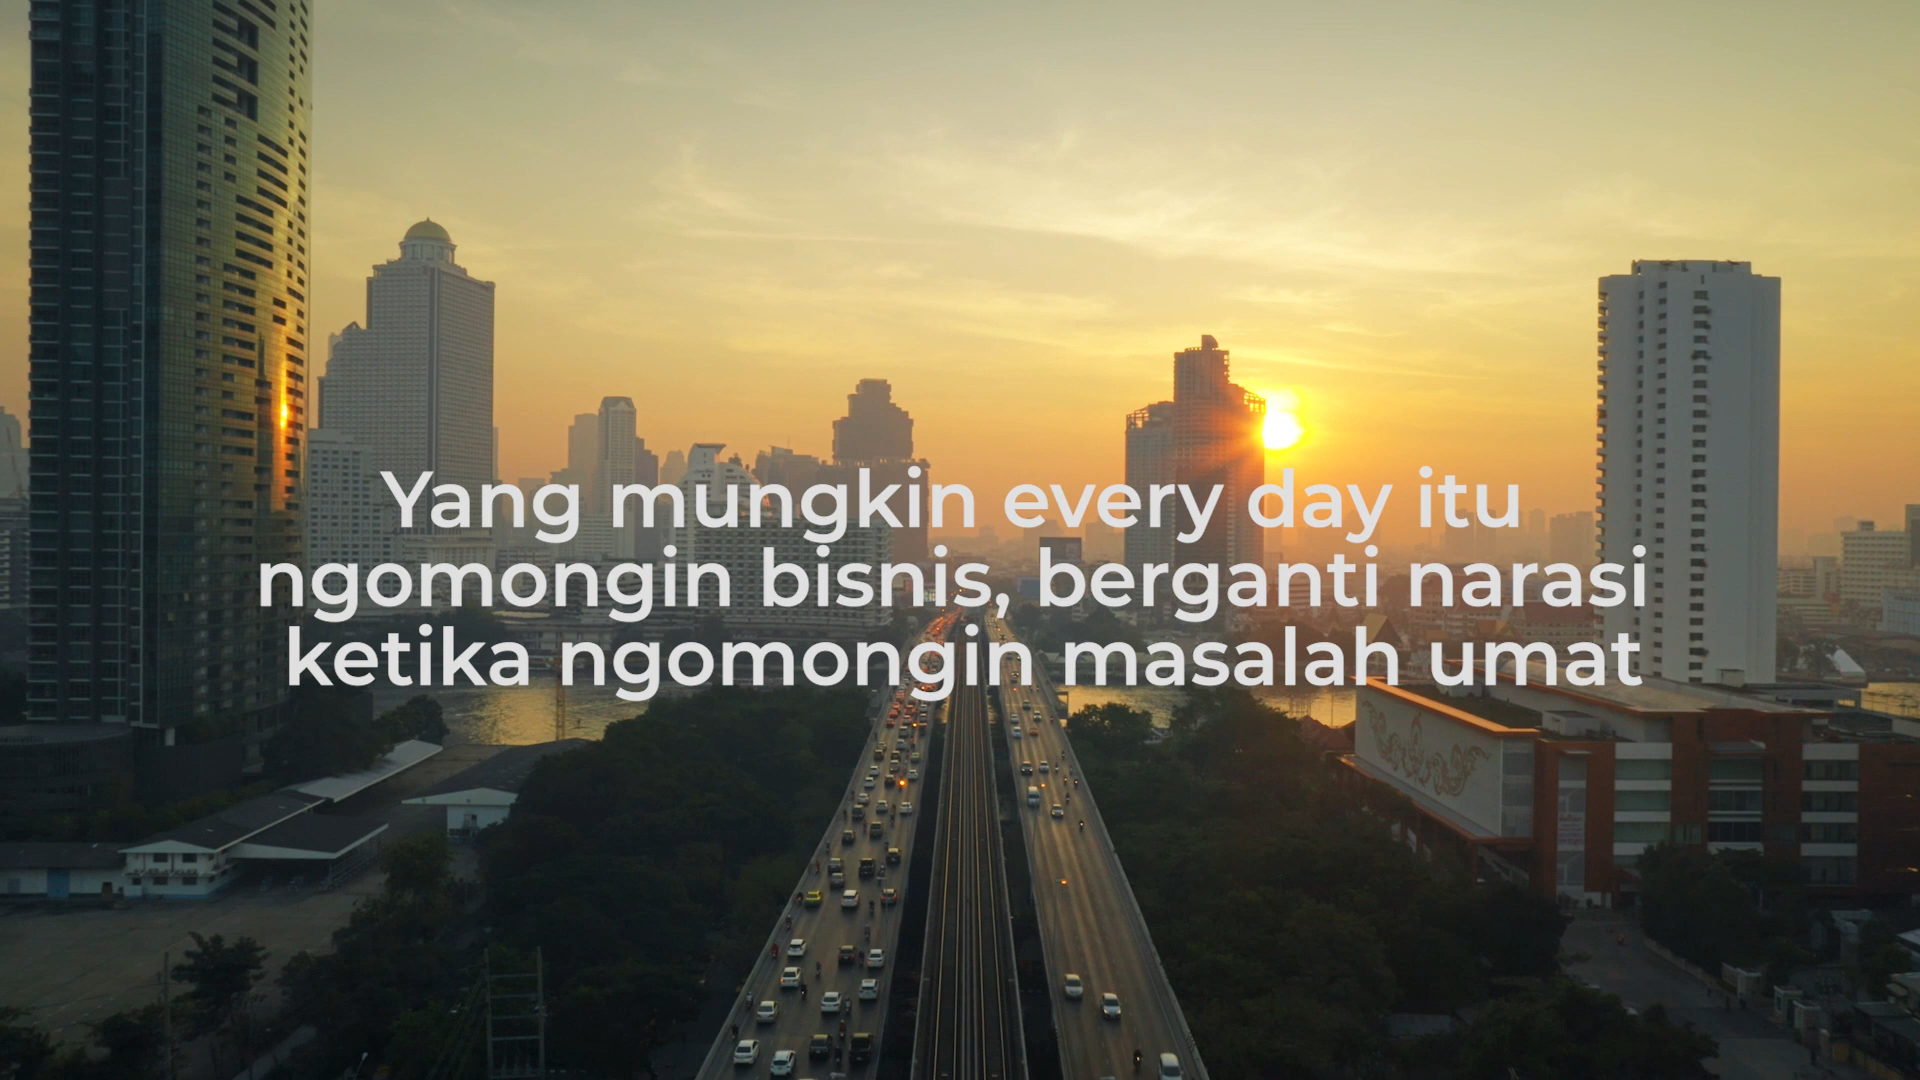 Yang mungkin every day itu
ngomongin bisnis, berganti narasi
ketika ngomongin masalah umat